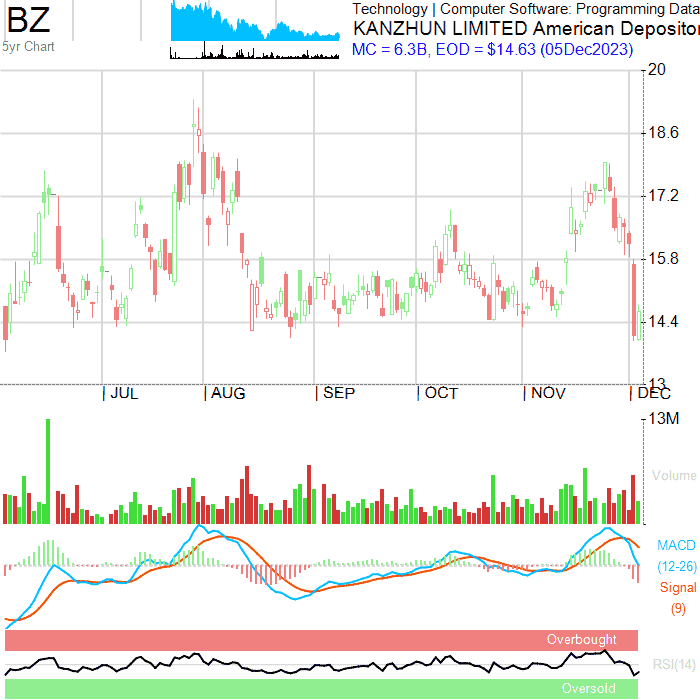 BZ
5yr Chart
Technology | Computer Software: Programming Data
KANZHUN LIMITED American Depositor
MC = 6.3B, EOD = $14.63 (05Dec2023)
20
18.6
17.2
15.8
14.4
13
JUL AUG SEP OCT NOV DEC
13M
Volume
MACD
(12-26)
Signal
(9)
Overbought
RSI(14)
Oversold